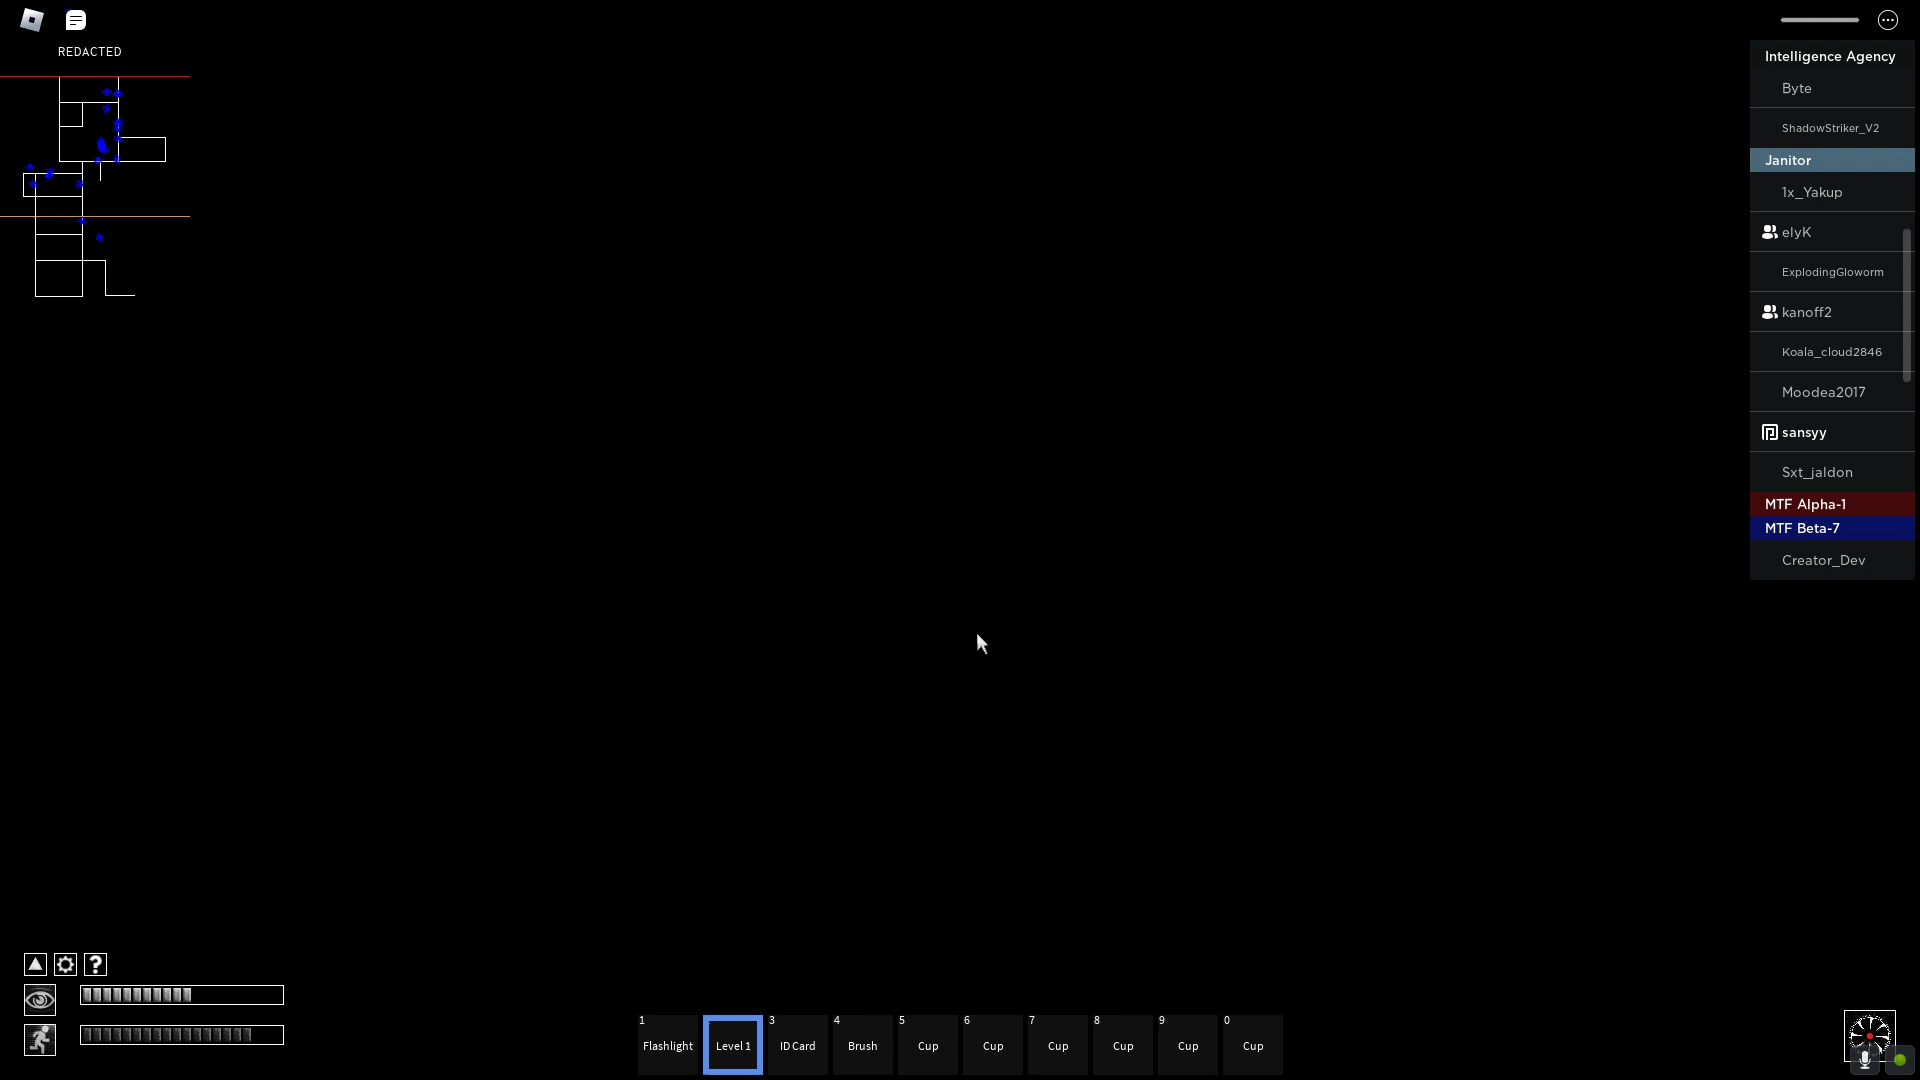 REDACTED
Intelligence Agency
Byte
ShadowStriker_V2
Janitor
1x_Yakup
elyK
ExplodingGloworm
kanoff2
Koala_cloud2846
Moodea2017
sansyy
Sxt_jaldon
MTF Alpha-1
MTF Beta-7
Creator_Dev
?
1 3 4 5 6 7 8 9 0
Flashlight Level 1 ID Card Brush Cup Cup Cup Cup Cup Cup